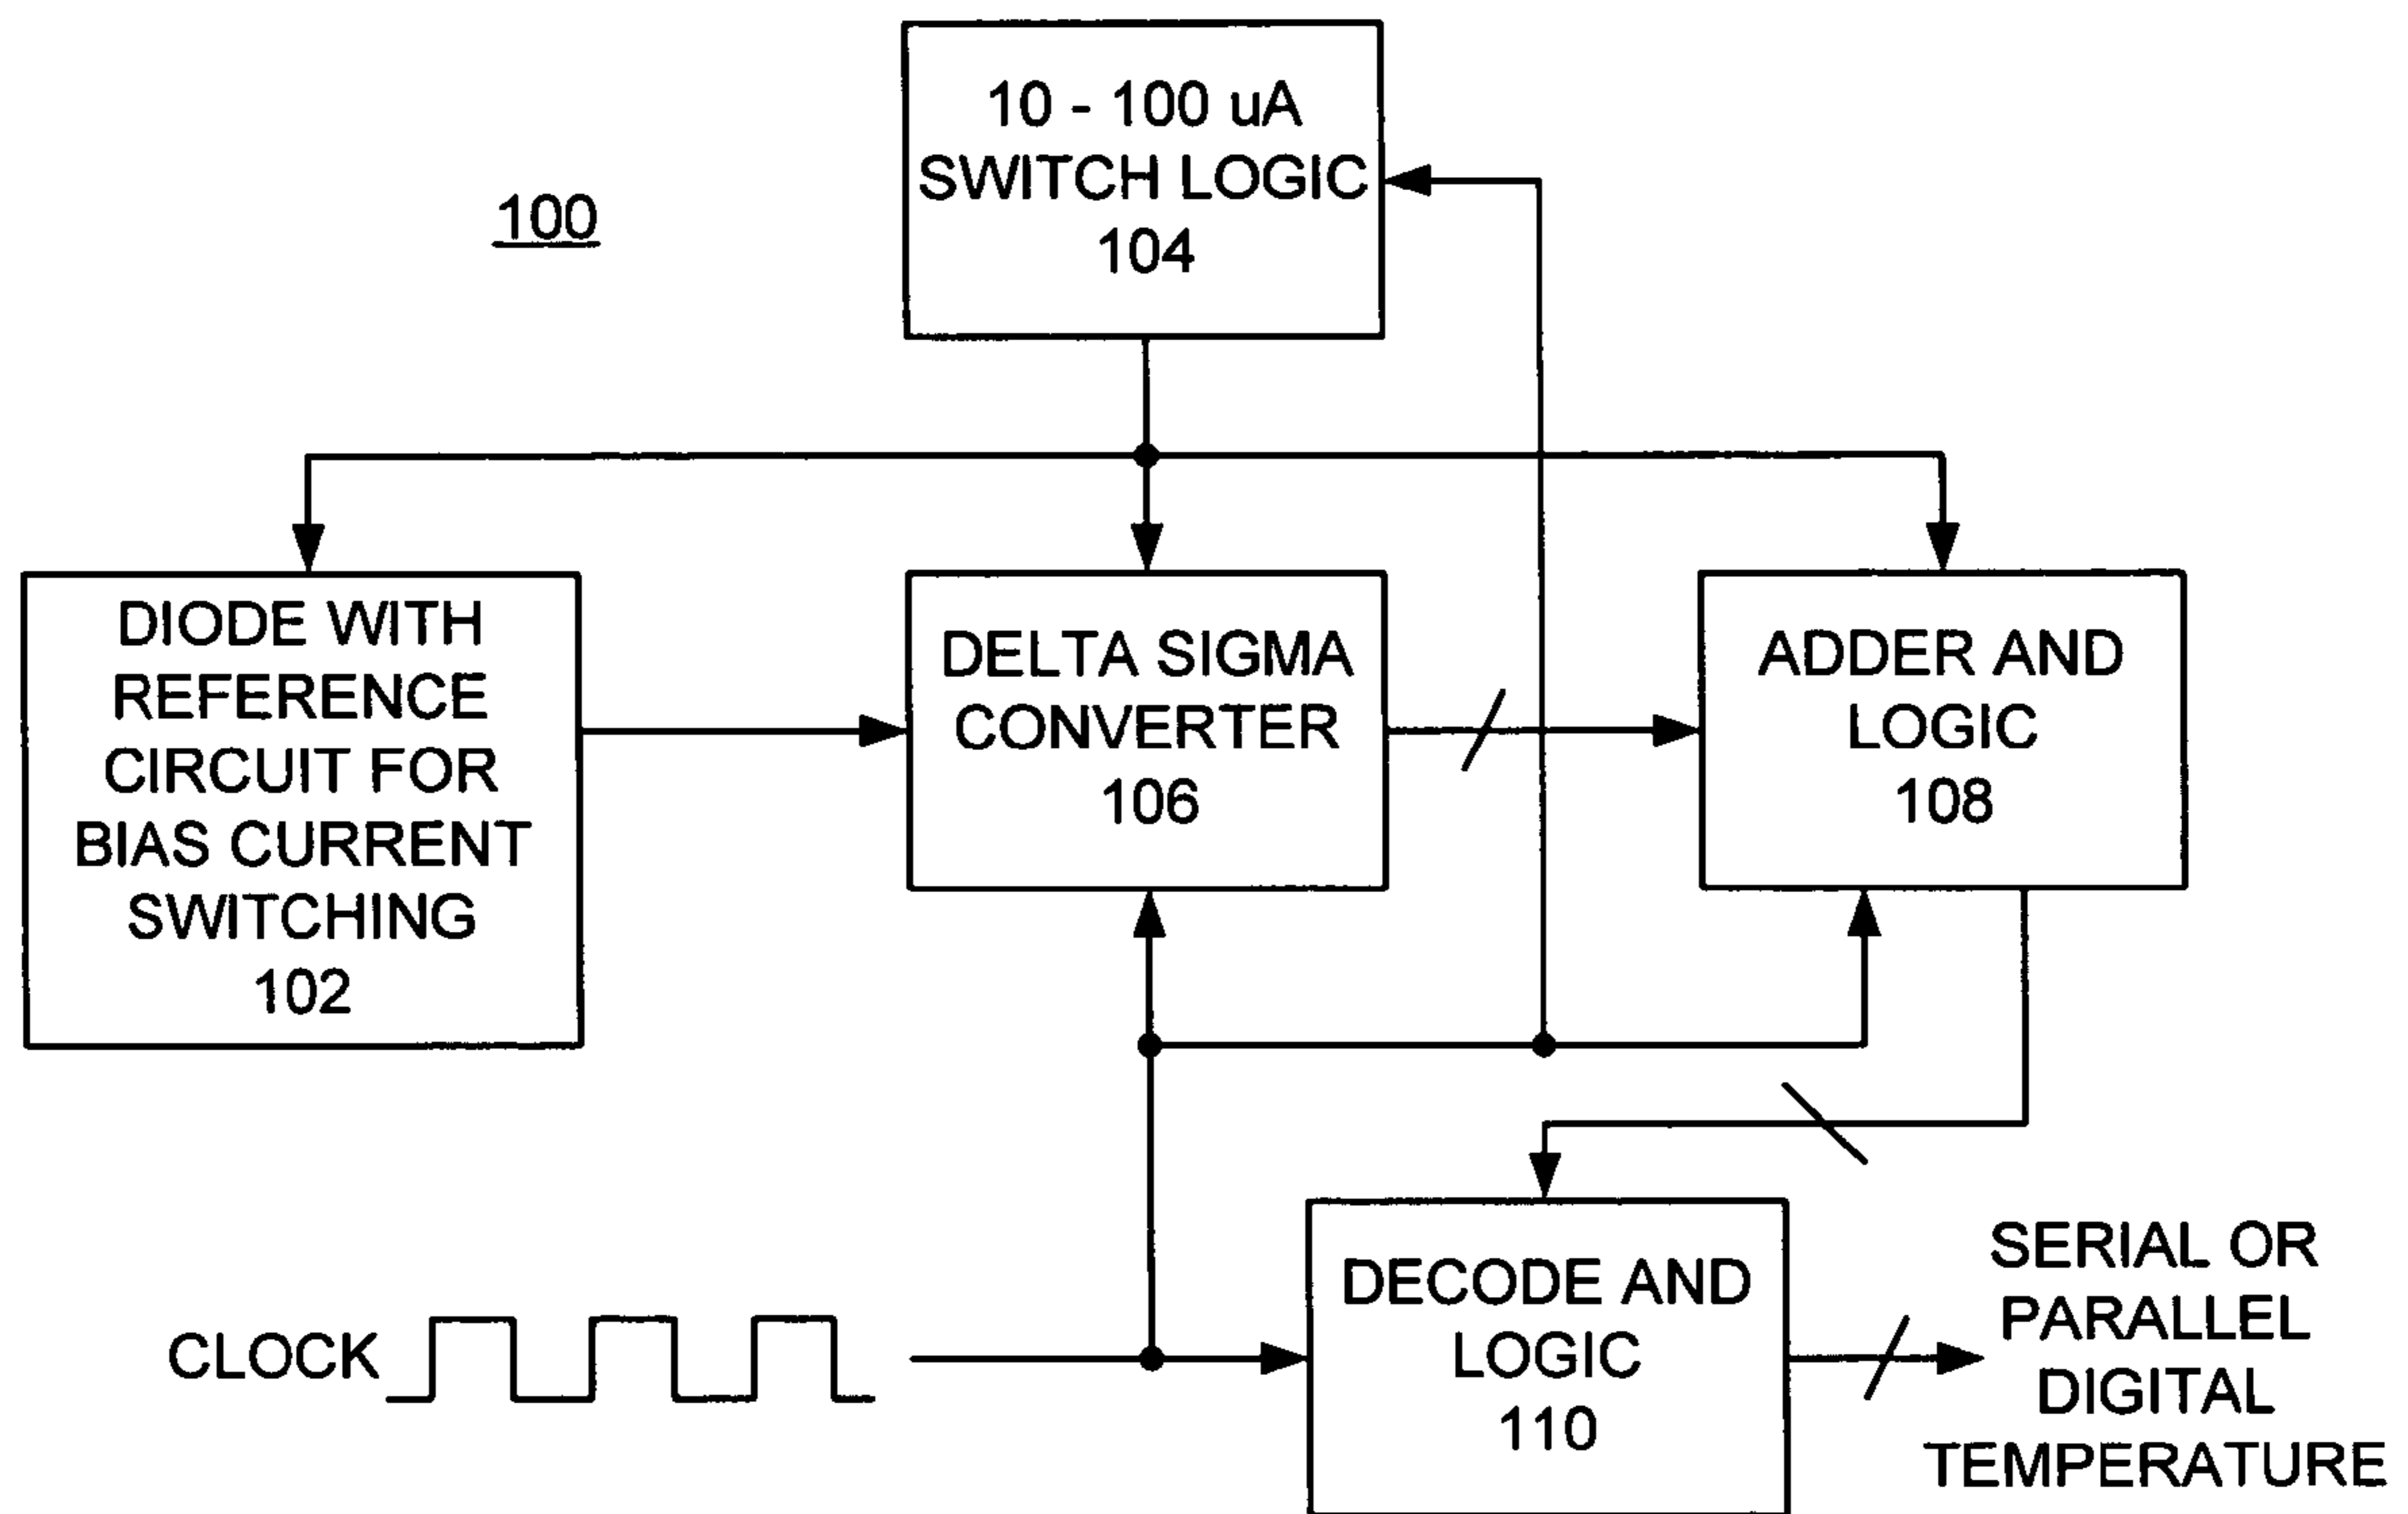 10 - 100 uA
SWITCH LOGIC
104
100
DIODE WITH
REFERENCE
CIRCUIT FOR
BIAS CURRENT
SWITCHING
102
DELTA SIGMA
CONVERTER
106
ADDER AND
LOGIC
108
CLOCK
DECODE AND
LOGIC
110
SERIAL OR
PARALLEL
DIGITAL
TEMPERATURE